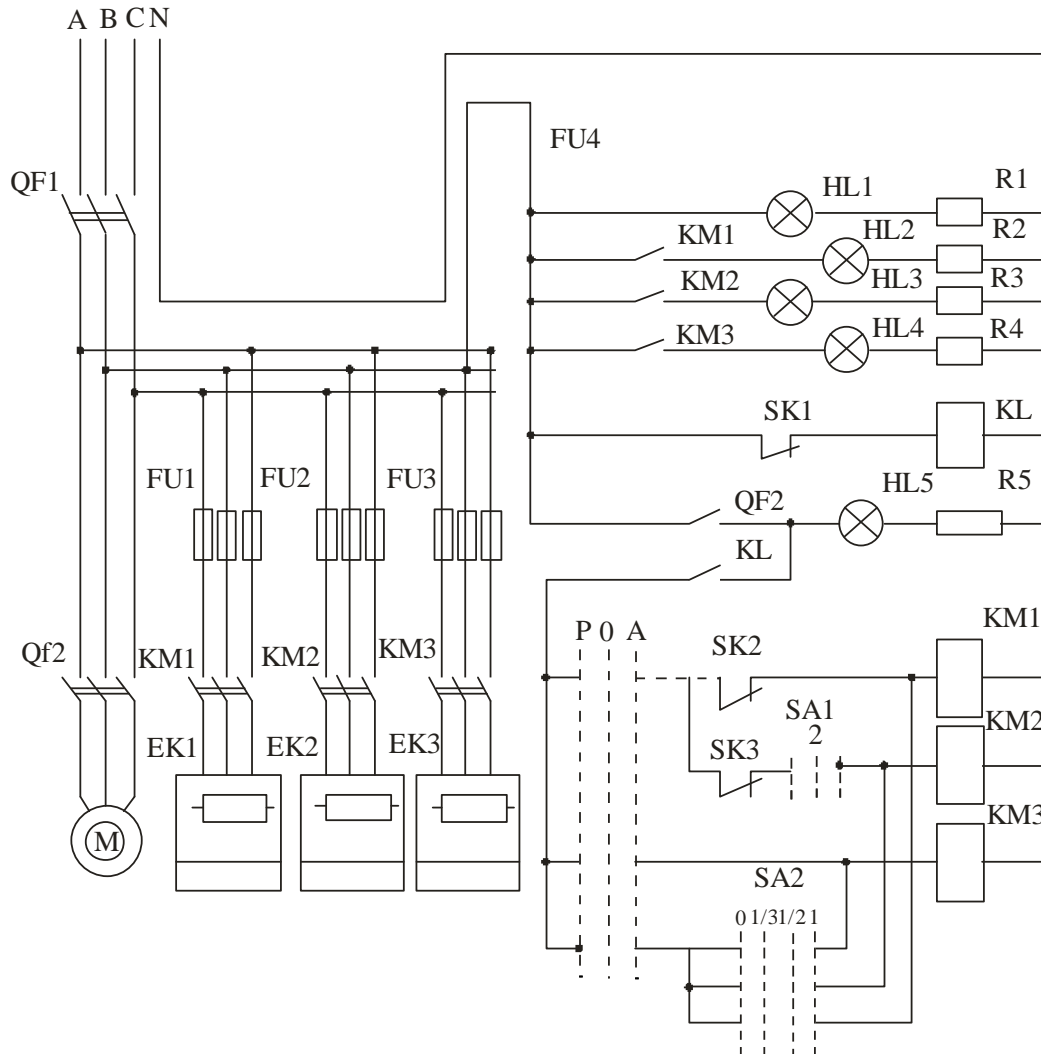 A B C N
FU4
QF1
HL1 R1
KM1 HL2 R2
KM2 HL3 R3
KM3 HL4 R4
SK1 KL
FU1 FU2 FU3
HL5 R5
QF2
KL
P 0 A
KM1
Qf2 KM1 KM2 KM3
SK2
SA1
2
KM2
EK1 EK2 EK3
SK3
KM3
M
SA2
0 1/3 1/2 1